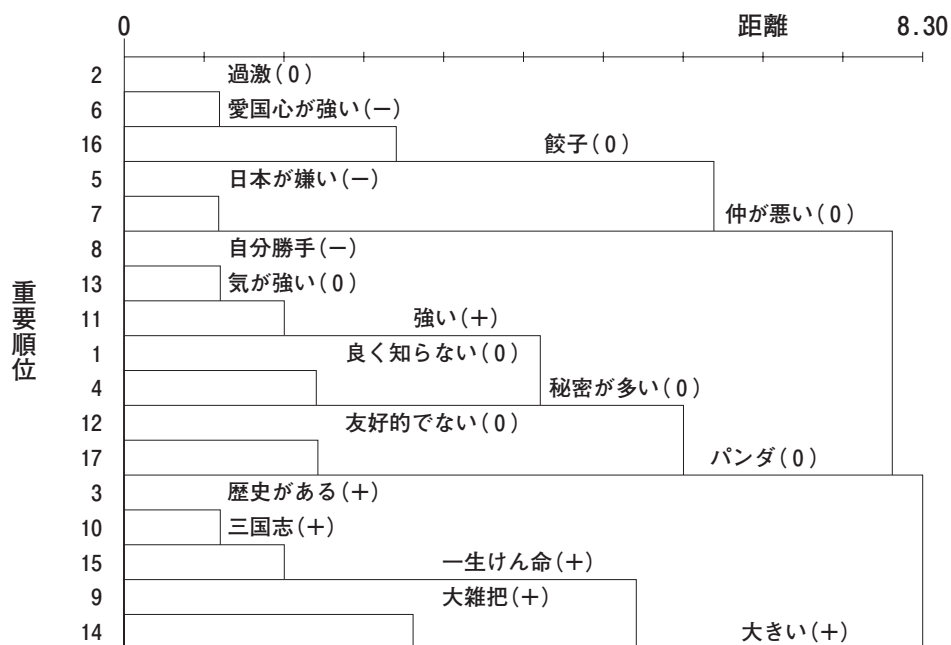 0 距離 8.30
2 過激(0)
6 愛国心が強い(−)
16 餃子(0)
5 日本が嫌い(−)
7 仲が悪い(0)
8 自分勝手(−)
13 気が強い(0)
11 強い(+)
1 良く知らない(0)
4 秘密が多い(0)
12 友好的でない(0)
17 パンダ(0)
3 歴史がある(+)
10 三国志(+)
15 一生けん命(+)
9 大雑把(+)
14 大きい(+)
重要順位